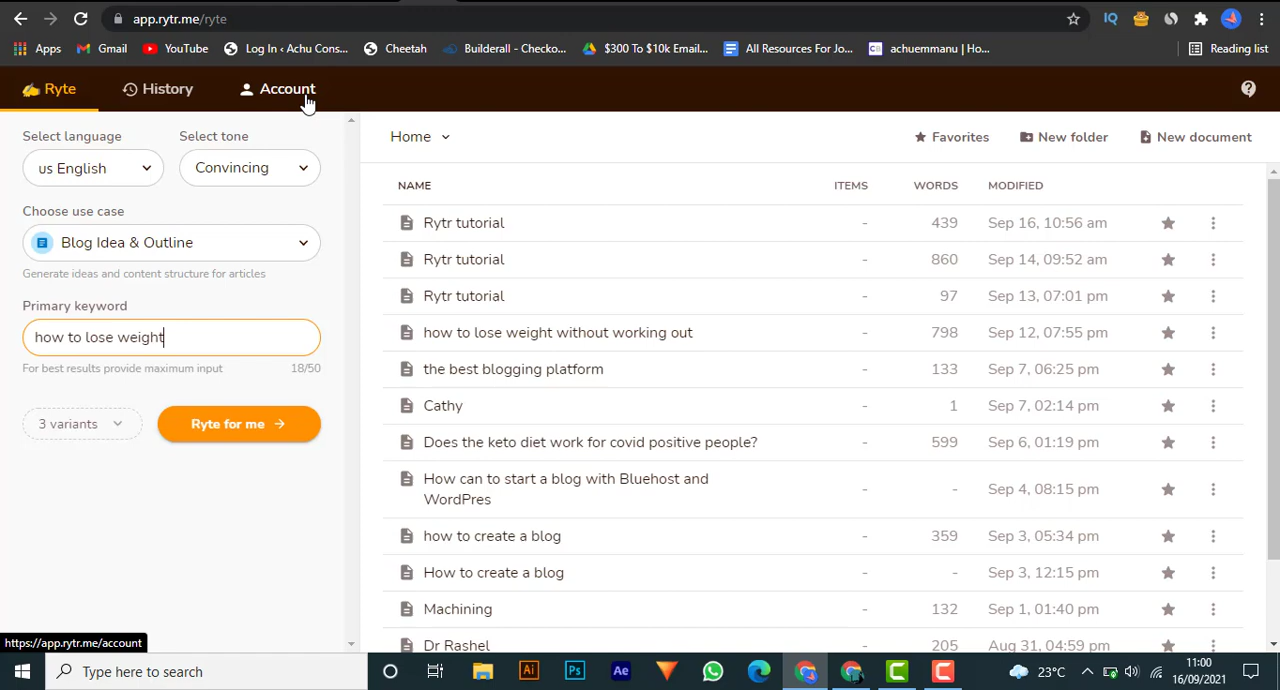 app.rytr.me/ryte
IQ
Apps
Gmail
YouTube
Log In ‹ Achu Cons...
Cheetah
Builderall - Checko...
$300 To $10k Email...
All Resources For Jo...
achuemmanu | Ho...
Reading list
Ryte
History
Account
Select language
Select tone
us English
Convincing
Choose use case
Blog Idea & Outline
Generate ideas and content structure for articles
Primary keyword
how to lose weight
For best results provide maximum input
18/50
3 variants
Ryte for me
Home
Favorites
New folder
New document
NAME ITEMS WORDS MODIFIED
Rytr tutorial - 439 Sep 16, 10:56 am
Rytr tutorial - 860 Sep 14, 09:52 am
Rytr tutorial - 97 Sep 13, 07:01 pm
how to lose weight without working out - 798 Sep 12, 07:55 pm
the best blogging platform - 133 Sep 7, 06:25 pm
Cathy - 1 Sep 7, 02:14 pm
Does the keto diet work for covid positive people? - 599 Sep 6, 01:19 pm
How can to start a blog with Bluehost and
WordPres - - Sep 4, 08:15 pm
how to create a blog - 359 Sep 3, 05:34 pm
How to create a blog - - Sep 3, 12:15 pm
Machining - 132 Sep 1, 01:40 pm
Dr Rashel - 205 Aug 31, 04:59 pm
https://app.rytr.me/account
Type here to search
Ai
Ps
Ae
23°C
11:00
16/09/2021